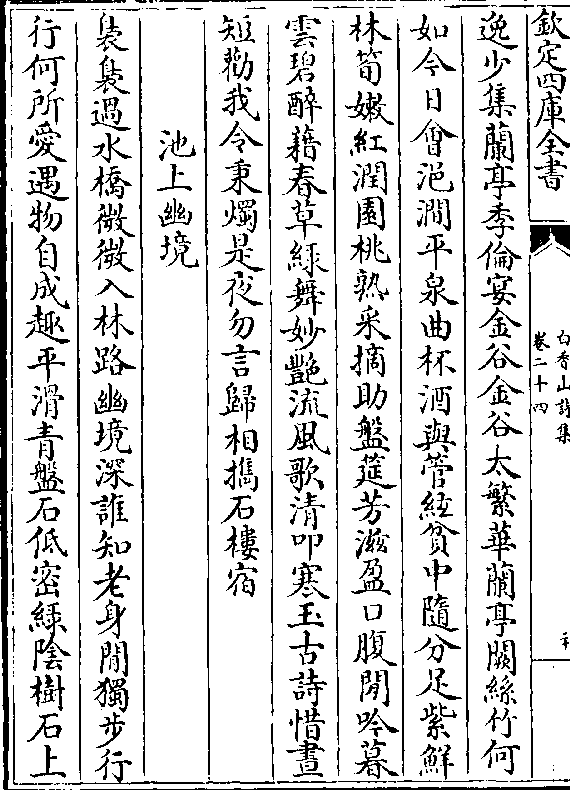 欽定四庫全書
白香山詩集
卷二十四
逸少集蘭亭季倫宴金谷金谷太繁華蘭亭闕絲竹何
如今日會浥澗平泉曲杯酒與管絃貧中隨分足紫鮮
林筍嫩紅潤園桃熟采摘助盤筵芳滋盈口腹閒吟暮
雲碧醉藉春草綠舞妙艷流風歌清叩寒玉古詩惜晝
短勸我令秉燭是夜勿言歸相擕石樓宿
池上幽境
裊裊過水橋微微入林路幽境深誰知老身閒獨步行
行何所愛遇物自成趣平滑青盤石低密綠陰樹石上